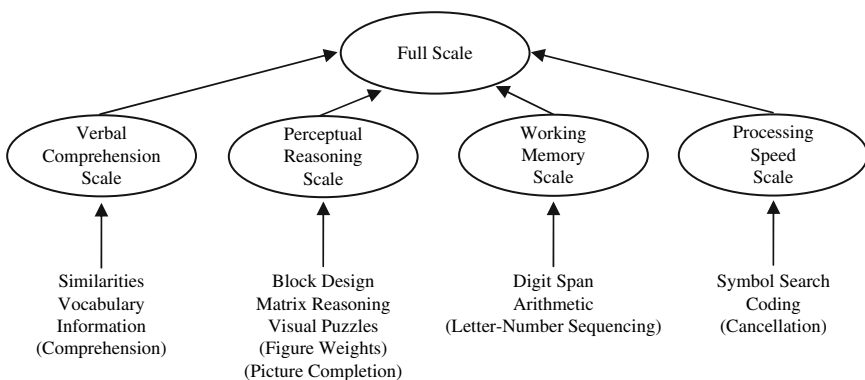 Full Scale
Verbal
Comprehension
Scale
Perceptual
Reasoning
Scale
Working
Memory
Scale
Processing
Speed
Scale
Similarities
Vocabulary
Information
(Comprehension)
Block Design
Matrix Reasoning
Visual Puzzles
(Figure Weights)
(Picture Completion)
Digit Span
Arithmetic
(Letter-Number Sequencing)
Symbol Search
Coding
(Cancellation)